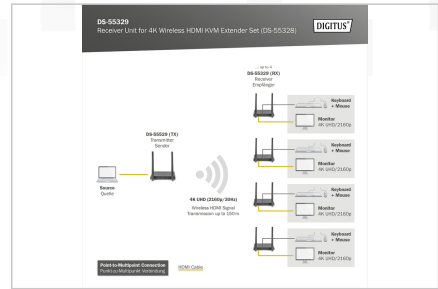 DS-55329
Receiver Unit for 4K Wireless HDMI KVM Extender Set (DS-55328)
DIGITUS®
... up to 4
DS-55329 (RX)
Receiver
Empfänger
Keyboard
+ Mouse
Monitor
4K UHD/2160p
DS-55529 (TX)
Transmitter
Sender
Keyboard
+ Mouse
Monitor
4K UHD/2160p
Source
Quelle
4K UHD (2160p/30Hz)
Wireless HDMI Signal
Transmission up to 150m
Keyboard
+ Mouse
Monitor
4K UHD/2160p
Keyboard
+ Mouse
Monitor
4K UHD/2160p
Point-to-Multipoint Connection
Punkt-zu-Multipunkt Verbindung
HDMI Cable